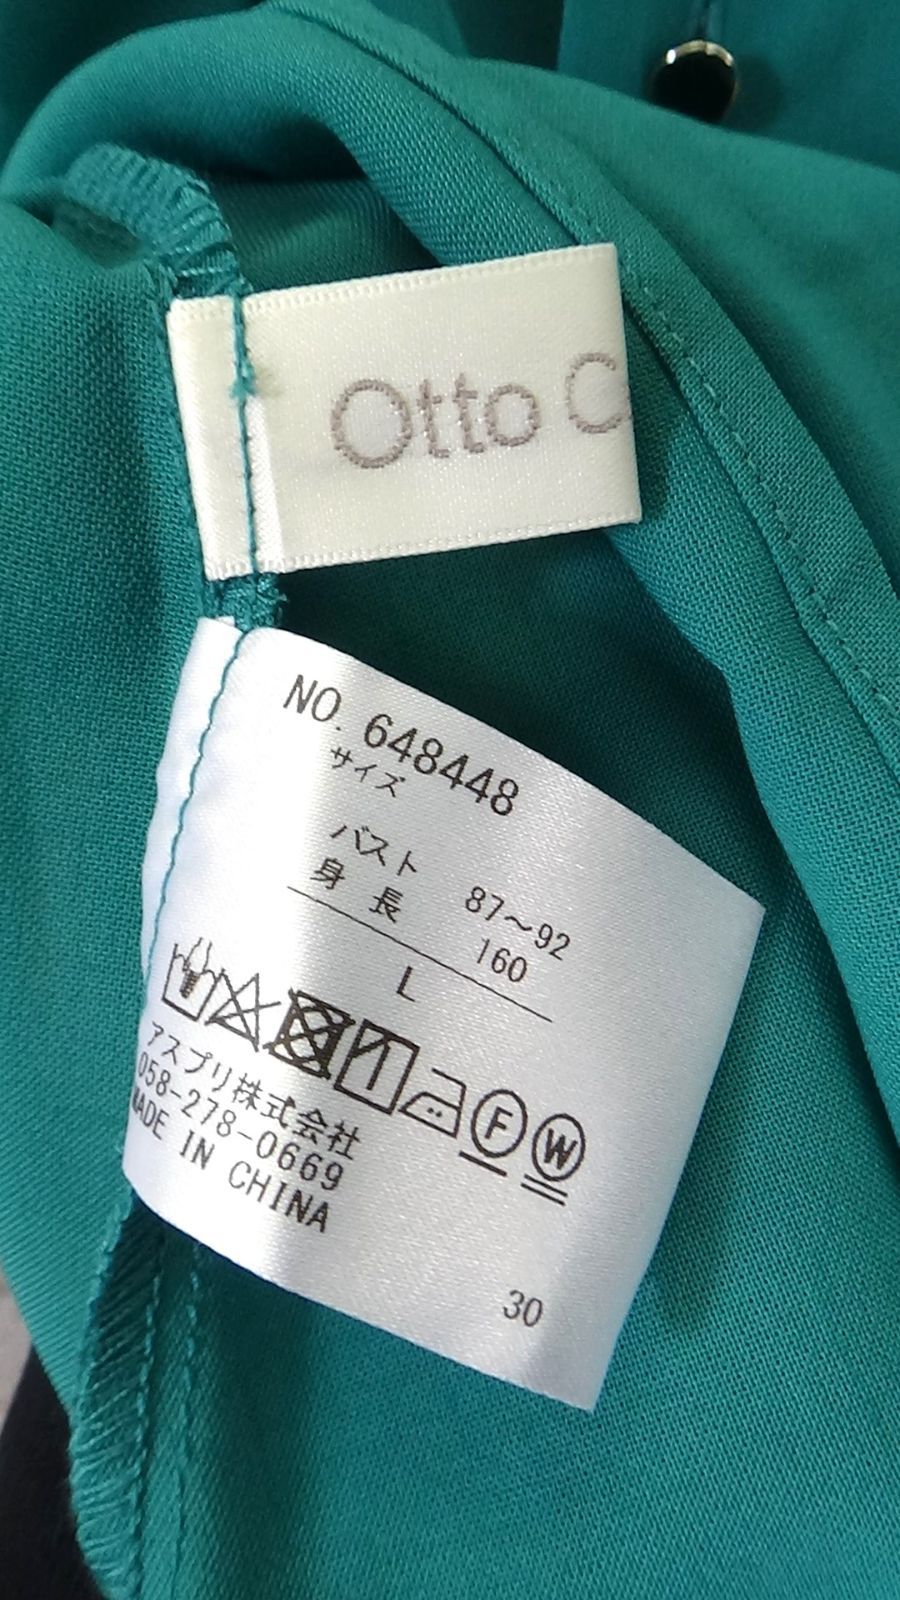 Otto C
NO. 648448
サイズ
バスト 87～92
身長 160
L
F W
アスプリ株式会社
058-278-0669
MADE IN CHINA
30